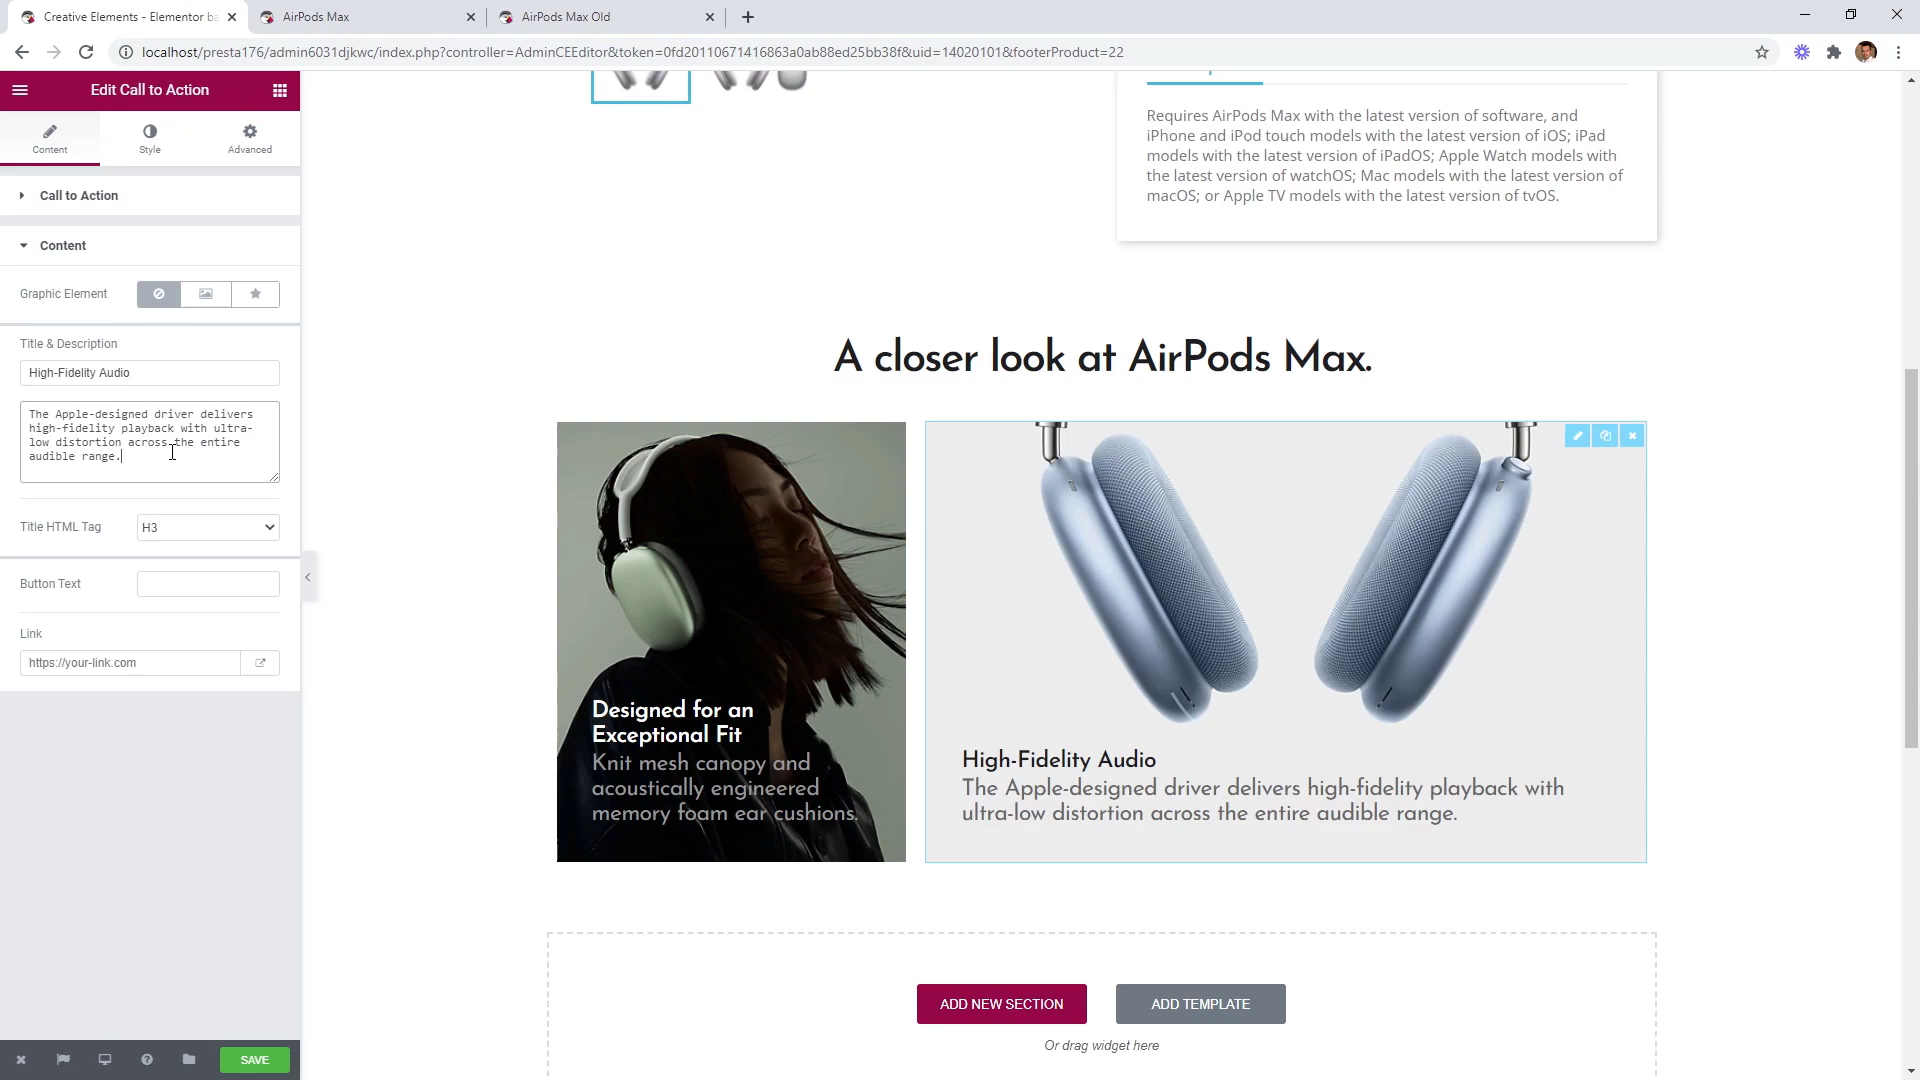 Creative Elements - Elementor ba
AirPods Max
AirPods Max Old
localhost/presta176/admin6031djkwc/index.php?controller=AdminCEEditor&token=0fd20110671416863a0ab88ed25bb38f&uid=14020101&footerProduct=22
Edit Call to Action
Content
Style
Advanced
Call to Action
Content
Graphic Element
Title & Description
High-Fidelity Audio
The Apple-designed driver delivers
high-fidelity playback with ultra-
low distortion across the entire
audible range.
Title HTML Tag
H3
Button Text
Link
https://your-link.com
SAVE
Requires AirPods Max with the latest version of software, and
iPhone and iPod touch models with the latest version of iOS; iPad
models with the latest version of iPadOS; Apple Watch models with
the latest version of watchOS; Mac models with the latest version of
macOS; or Apple TV models with the latest version of tvOS.
A closer look at AirPods Max.
Designed for an
Exceptional Fit
Knit mesh canopy and
acoustically engineered
memory foam ear cushions.
High-Fidelity Audio
The Apple-designed driver delivers high-fidelity playback with
ultra-low distortion across the entire audible range.
ADD NEW SECTION
ADD TEMPLATE
Or drag widget here